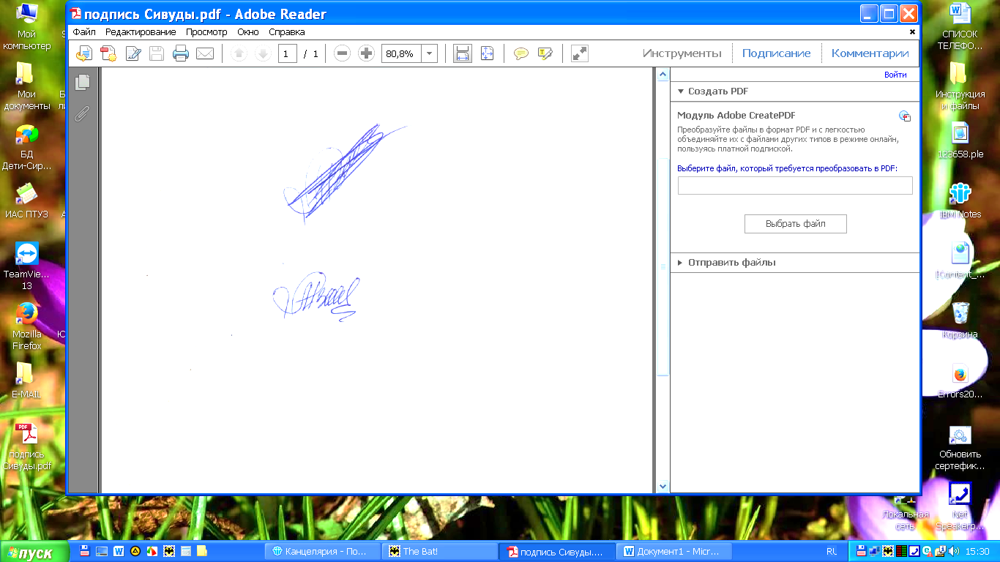 подпись Сивуды.pdf - Adobe Reader
Файл Редактирование Просмотр Окно Справка
1 / 1 80,8% Инструменты Подписание Комментарии
Войти
Создать PDF
Модуль Adobe CreatePDF
Преобразуйте файлы в формат PDF и с легкостью
объединяйте их с файлами других типов в режиме онлайн,
пользуясь платной подпиской.
Выберите файл, который требуется преобразовать в PDF:
Выбрать файл
Отправить файлы
Мой
компьютер
Мои
документы
БД
Дети-Сир...
ИАС ПТУЗ
TeamVie...
13
Mozilla
Firefox
E-MAIL
подпись
Сивуды.pdf
СПИСОК
ТЕЛЕФО...
Инструкция
и файлы
123658.ple
IBM Notes
[Content_...
Корзина
Errors20...
Обновить
сертефик...
Локальная
сеть
Net
Speakerp...
пуск
Канцелярия - По...
The Bat!
подпись Сивуды....
Документ1 - Micr...
RU
15:30